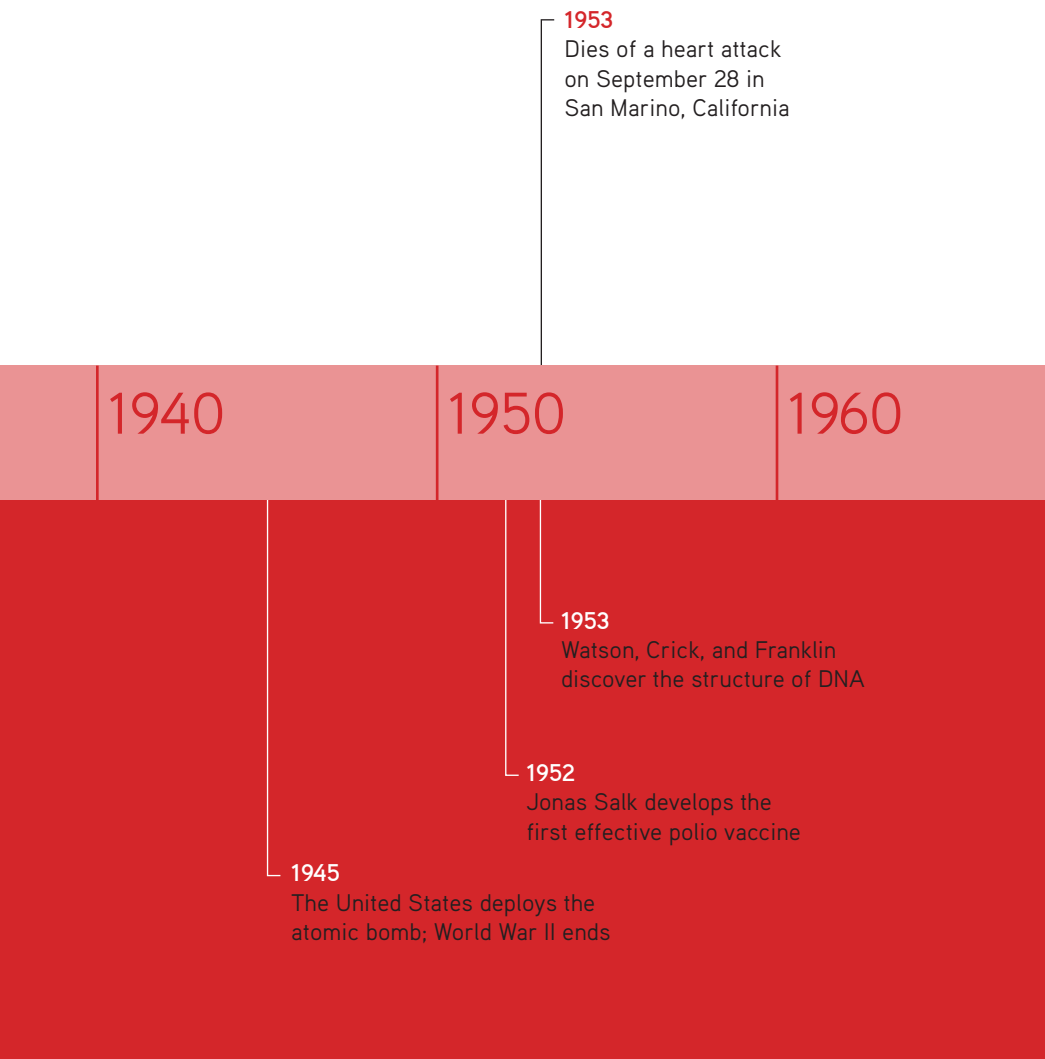 1953
Dies of a heart attack
on September 28 in
San Marino, California
1940
1950
1960
1953
Watson, Crick, and Franklin
discover the structure of DNA
1952
Jonas Salk develops the
first effective polio vaccine
1945
The United States deploys the
atomic bomb; World War II ends